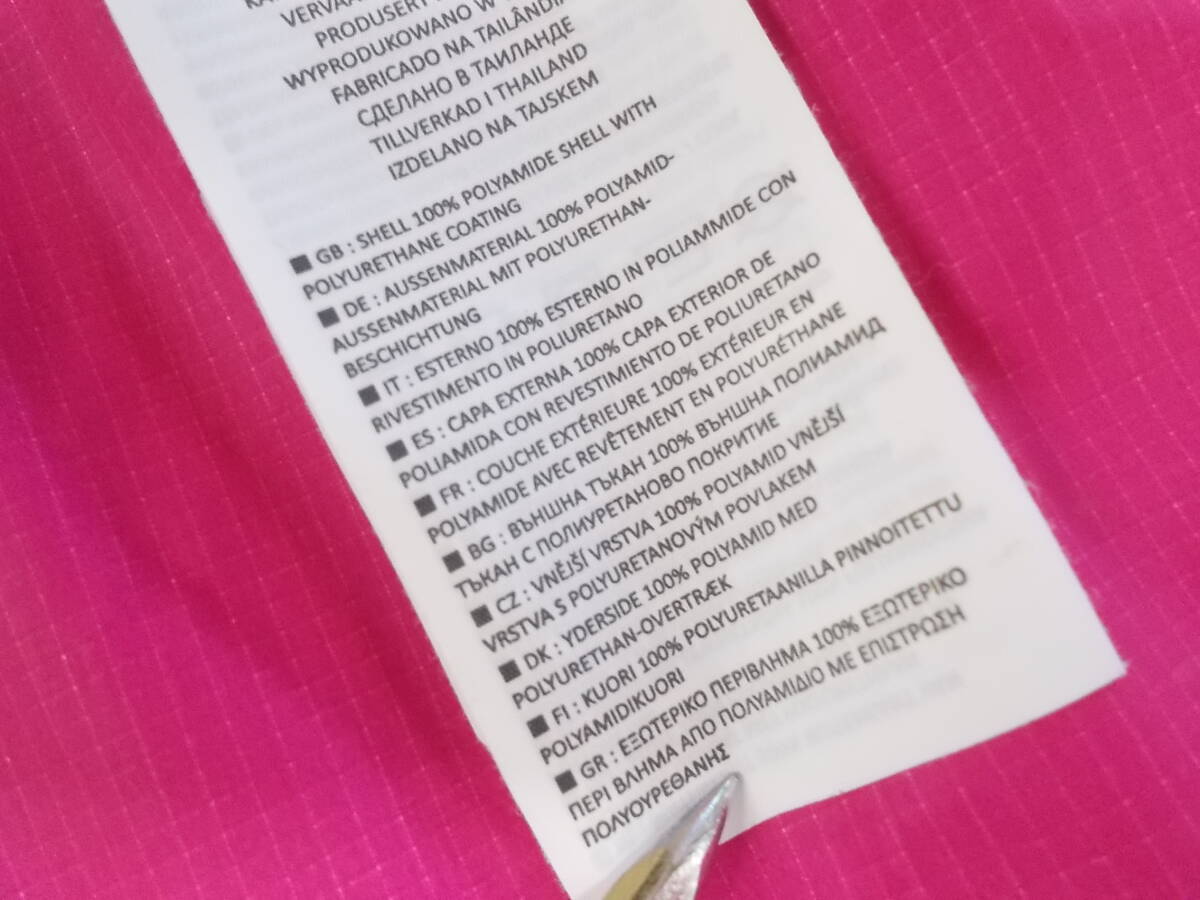 VERVAA
PRODUSERT
WYPRODUKOWANO W
FABRICADO NA TAILÂNDIA
СДЕЛАНО В ТАИЛАНДЕ
TILLVERKAD I THAILAND
IZDELANO NA TAJSKEM
■ GB : SHELL 100% POLYAMIDE SHELL WITH
POLYURETHANE COATING
■ DE : AUSSENMATERIAL 100% POLYAMID-
AUSSENMATERIAL MIT POLYURETHAN-
BESCHICHTUNG
■ IT : ESTERNO 100% ESTERNO IN POLIAMMIDE CON
RIVESTIMENTO IN POLIURETANO
■ ES : CAPA EXTERNA 100% CAPA EXTERIOR DE
POLIAMIDA CON REVESTIMIENTO DE POLIURETANO
■ FR : COUCHE EXTÉRIEURE 100% EXTÉRIEUR EN
POLYAMIDE AVEC REVÊTEMENT EN POLYURÉTHANE
■ BG : ВЪНШНА ТЪКАН 100% ВЪНШНА ПОЛИАМИД
ТЪКАН С ПОЛИУРЕТАНОВО ПОКРИТИЕ
■ CZ : VNĚJŠÍ VRSTVA 100% POLYAMID VNĚJŠÍ
VRSTVA S POLYURETANOVÝM POVLAKEM
■ DK : YDERSIDE 100% POLYAMID MED
POLYURETHAN-OVERTRÆK
■ FI : KUORI 100% POLYURETAANILLA PINNOITETTU
POLYAMIDIKUORI
■ GR : ΕΞΩΤΕΡΙΚΟ ΠΕΡΙΒΛΗΜΑ 100% ΕΞΩΤΕΡΙΚΟ
ΠΕΡΙ ΒΛΗΜΑ ΑΠΟ ΠΟΛΥΑΜΙΔΙΟ ΜΕ ΕΠΙΣΤΡΩΣΗ
ΠΟΛΥΟΥΡΕΘΑΝΗΣ